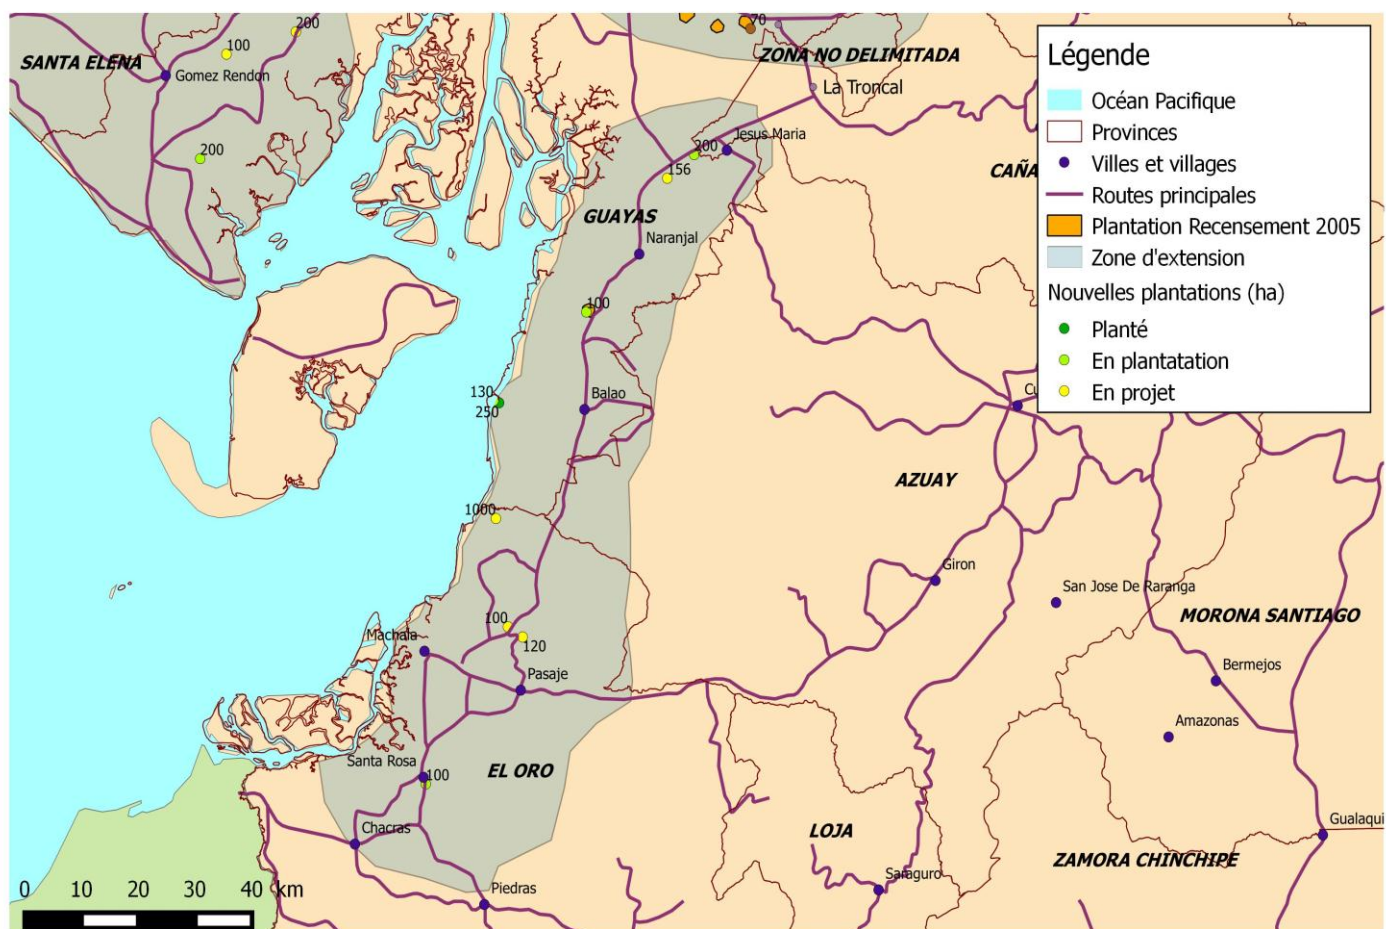 200
70
100
SANTA ELENA
Gomez Rendon
ZONA NO DELIMITADA
La Troncal
Légende
Océan Pacifique
Provinces
Villes et villages
Routes principales
Plantation Recensement 2005
Zone d'extension
Nouvelles plantations (ha)
Planté
En plantatation
En projet
Jesus Maria
200
200
156
CAÑA
GUAYAS
Naranjal
100
130
250
Balao
Cu
AZUAY
1000
Giron
San Jose De Raranga
MORONA SANTIAGO
100
Machala
120
Bermejos
Pasaje
Amazonas
Santa Rosa
100
EL ORO
Chacras
LOJA
Gualaqui
ZAMORA CHINCHIPE
Saraguro
Piedras
0 10 20 30 40 km